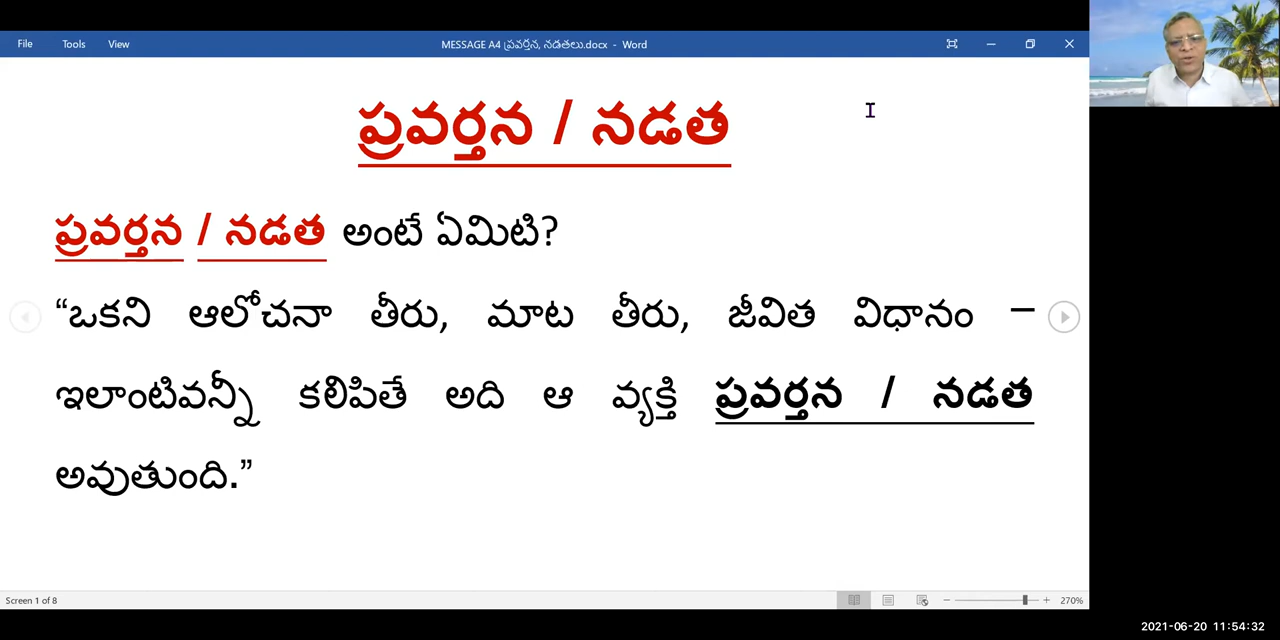 File Tools View MESSAGE A4 ప్రవర్తన, నడతలు.docx - Word
ప్రవర్తన / నడత
ప్రవర్తన / నడత అంటే ఏమిటి?
“ఒకని ఆలోచనా తీరు, మాట తీరు, జీవిత విధానం –
ఇలాంటివన్నీ కలిపితే అది ఆ వ్యక్తి ప్రవర్తన / నడత
అవుతుంది.”
Screen 1 of 8 270%
2021-06-20 11:54:32